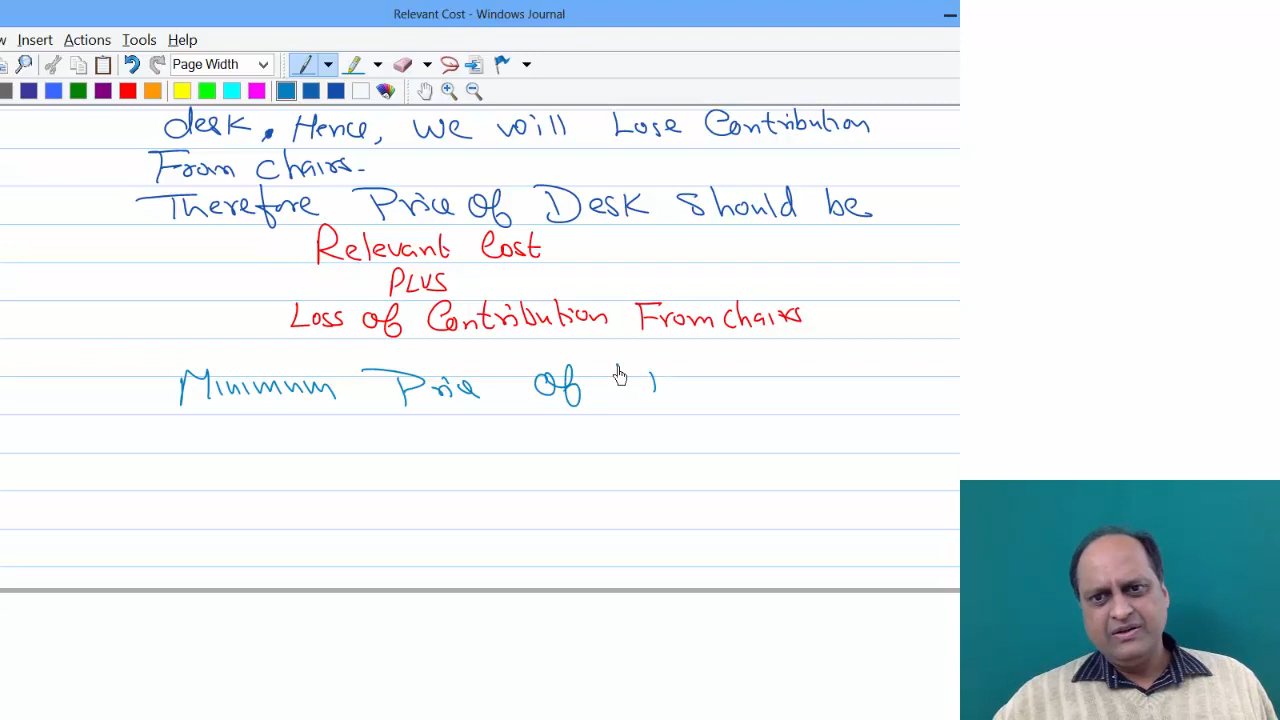 Relevant Cost - Windows Journal
w Insert Actions Tools Help
Page Width
desk. Hence, we will Lose Contribution
From chairs.
Therefore Price Of Desk should be
Relevant Cost
PLUS
Loss of Contribution From chairs
Minimum Price Of